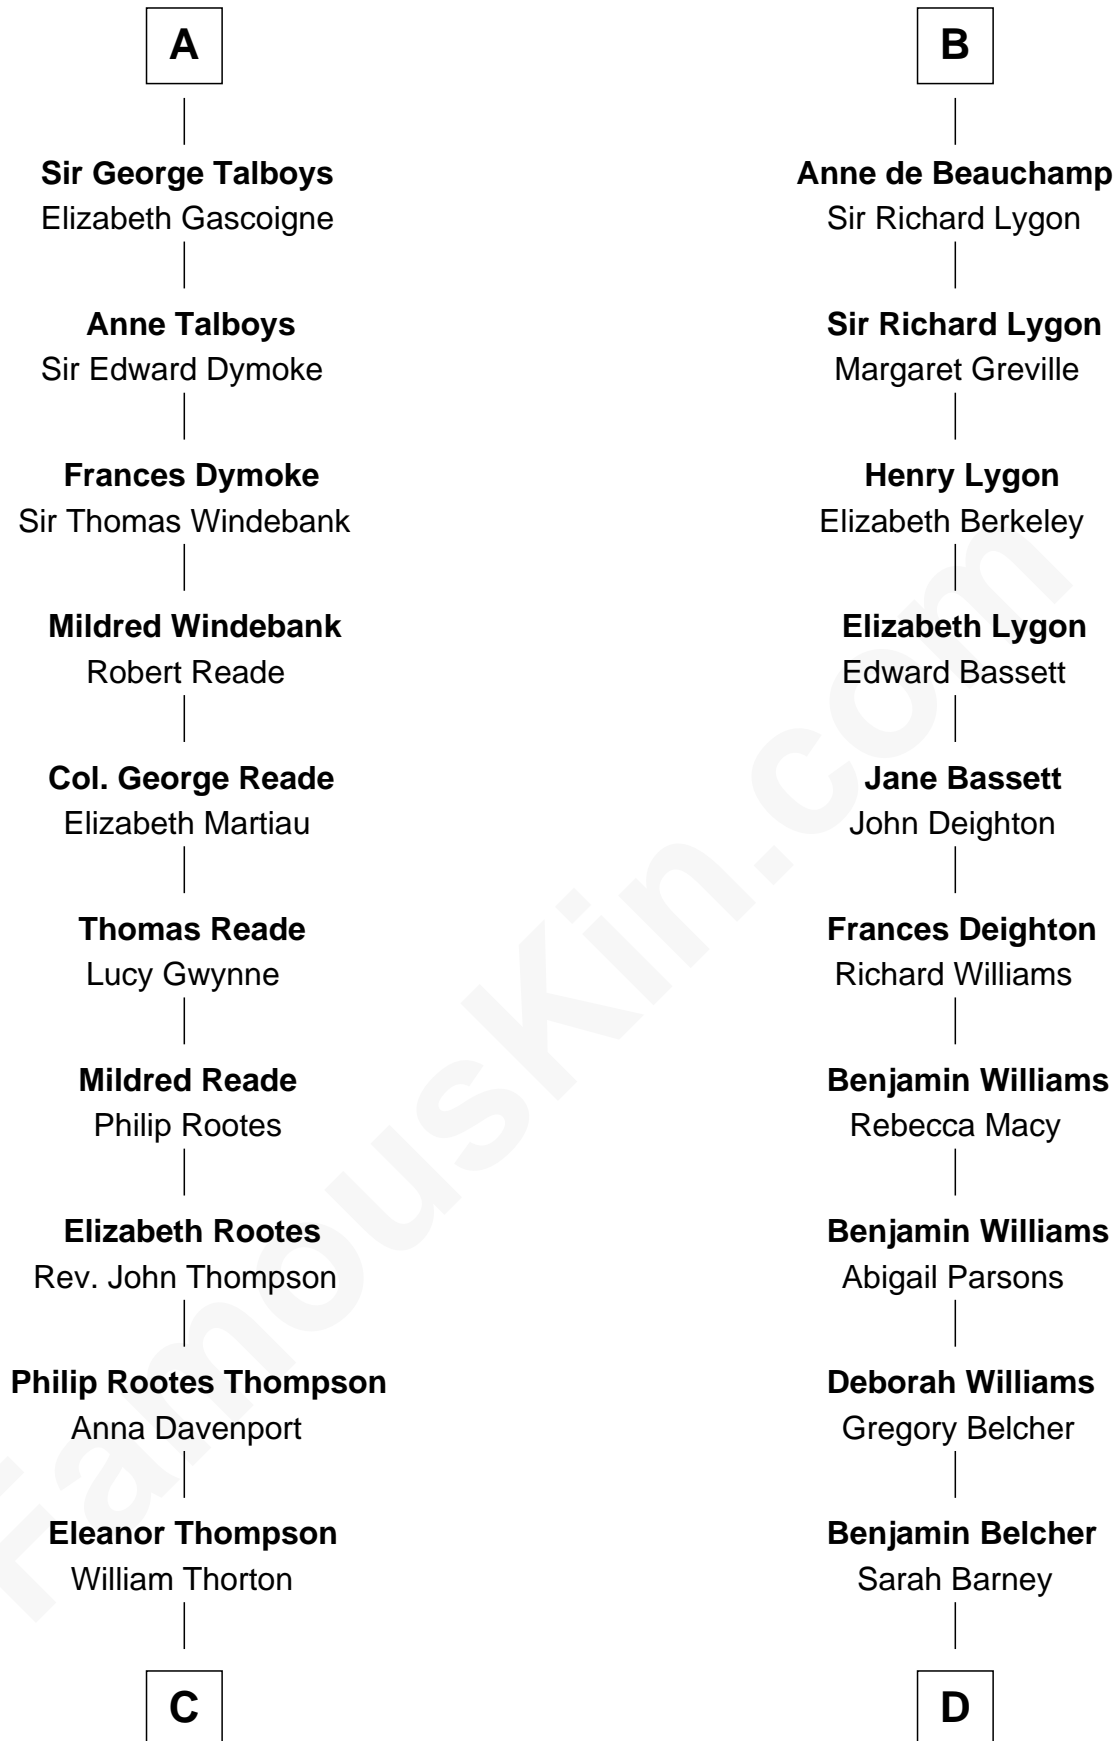 A
Sir George Talboys
Elizabeth Gascoigne
Anne Talboys
Sir Edward Dymoke
Frances Dymoke
Sir Thomas Windebank
Mildred Windebank
Robert Reade
Col. George Reade
Elizabeth Martiau
Thomas Reade
Lucy Gwynne
Mildred Reade
Philip Rootes
Elizabeth Rootes
Rev. John Thompson
Philip Rootes Thompson
Anna Davenport
Eleanor Thompson
William Thorton
C
B
Anne de Beauchamp
Sir Richard Lygon
Sir Richard Lygon
Margaret Greville
Henry Lygon
Elizabeth Berkeley
Elizabeth Lygon
Edward Bassett
Jane Bassett
John Deighton
Frances Deighton
Richard Williams
Benjamin Williams
Rebecca Macy
Benjamin Williams
Abigail Parsons
Deborah Williams
Gregory Belcher
Benjamin Belcher
Sarah Barney
D
FamousKin.com